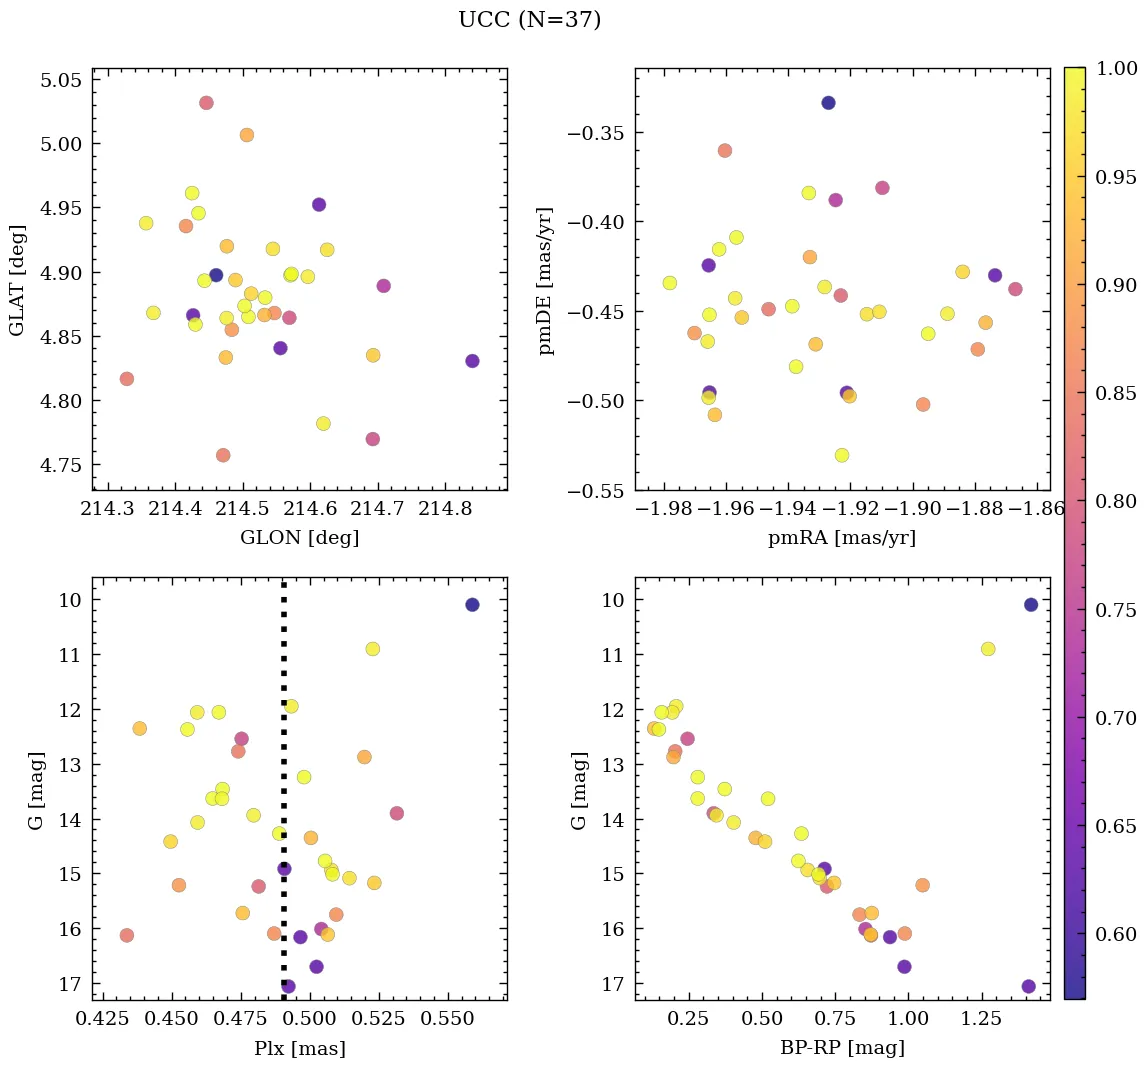 UCC (N=37)
5.05
5.00
4.95
4.90
4.85
4.80
4.75
GLAT [deg]
214.3 214.4 214.5 214.6 214.7 214.8
GLON [deg]
−0.35
−0.40
−0.45
−0.50
−0.55
pmDE [mas/yr]
−1.98 −1.96 −1.94 −1.92 −1.90 −1.88 −1.86
pmRA [mas/yr]
10
11
12
13
14
15
16
17
G [mag]
0.425 0.450 0.475 0.500 0.525 0.550
Plx [mas]
10
11
12
13
14
15
16
17
G [mag]
0.25 0.50 0.75 1.00 1.25
BP-RP [mag]
1.00
0.95
0.90
0.85
0.80
0.75
0.70
0.65
0.60